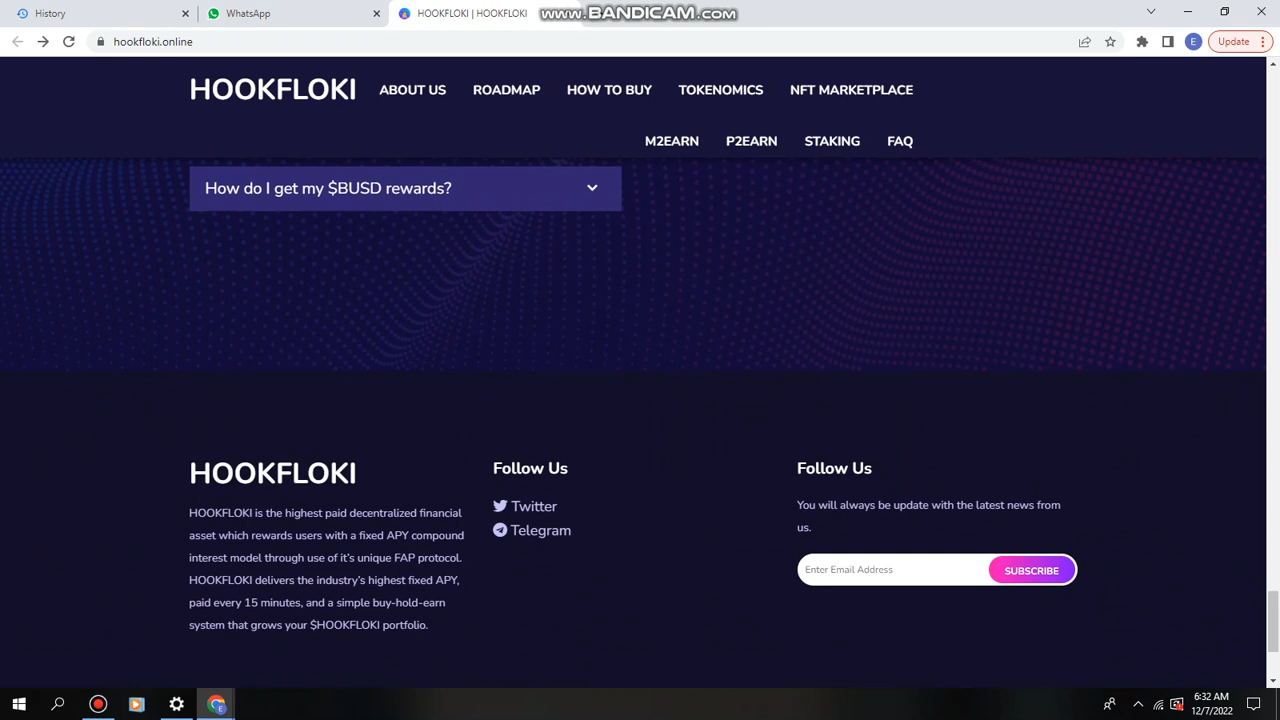 History
WhatsApp
HOOKFLOKI | HOOKFLOKI
www.BANDICAM.com
hookfloki.online
E
Update
HOOKFLOKI
ABOUT US
ROADMAP
HOW TO BUY
TOKENOMICS
NFT MARKETPLACE
M2EARN
P2EARN
STAKING
FAQ
How do I get my $BUSD rewards?
HOOKFLOKI
HOOKFLOKI is the highest paid decentralized financial
asset which rewards users with a fixed APY compound
interest model through use of it's unique FAP protocol.
HOOKFLOKI delivers the industry's highest fixed APY,
paid every 15 minutes, and a simple buy-hold-earn
system that grows your $HOOKFLOKI portfolio.
Follow Us
Twitter
Telegram
Follow Us
You will always be update with the latest news from
us.
Enter Email Address
SUBSCRIBE
E
6:32 AM
12/7/2022